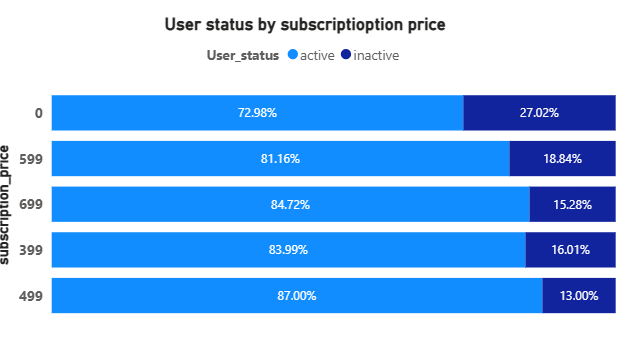 User status by subscriptioption price
User_status active inactive
subscription_price
0 72.98% 27.02%
599 81.16% 18.84%
699 84.72% 15.28%
399 83.99% 16.01%
499 87.00% 13.00%